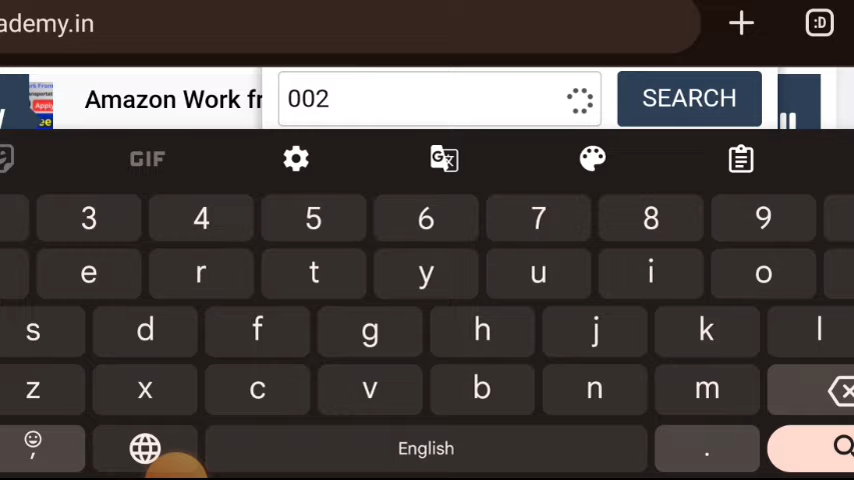 ademy.in
:D
Amazon Work fr
002
SEARCH
GIF
3 4 5 6 7 8 9
e r t y u i o
s d f g h j k l
z x c v b n m
, English .